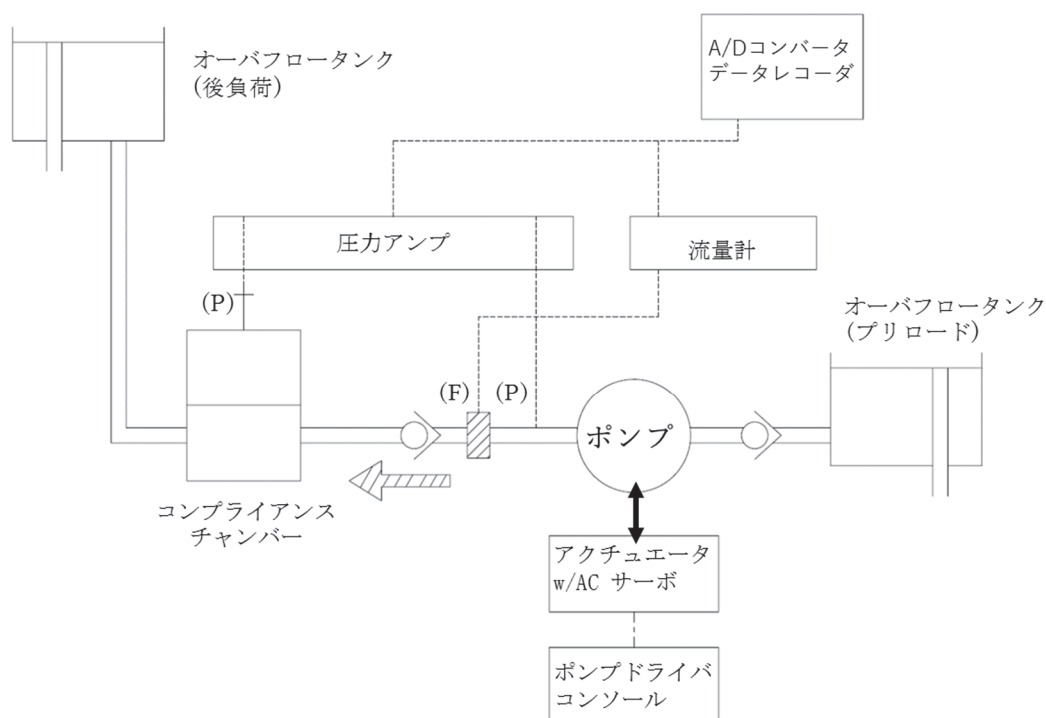 オーバフロータンク
(後負荷)
A/Dコンバータ
データレコーダ
圧力アンプ
流量計
(P)
オーバフロータンク
(プリロード)
(F)
(P)
ポンプ
コンプライアンス
チャンバー
アクチュエータ
w/AC サーボ
ポンプドライバ
コンソール